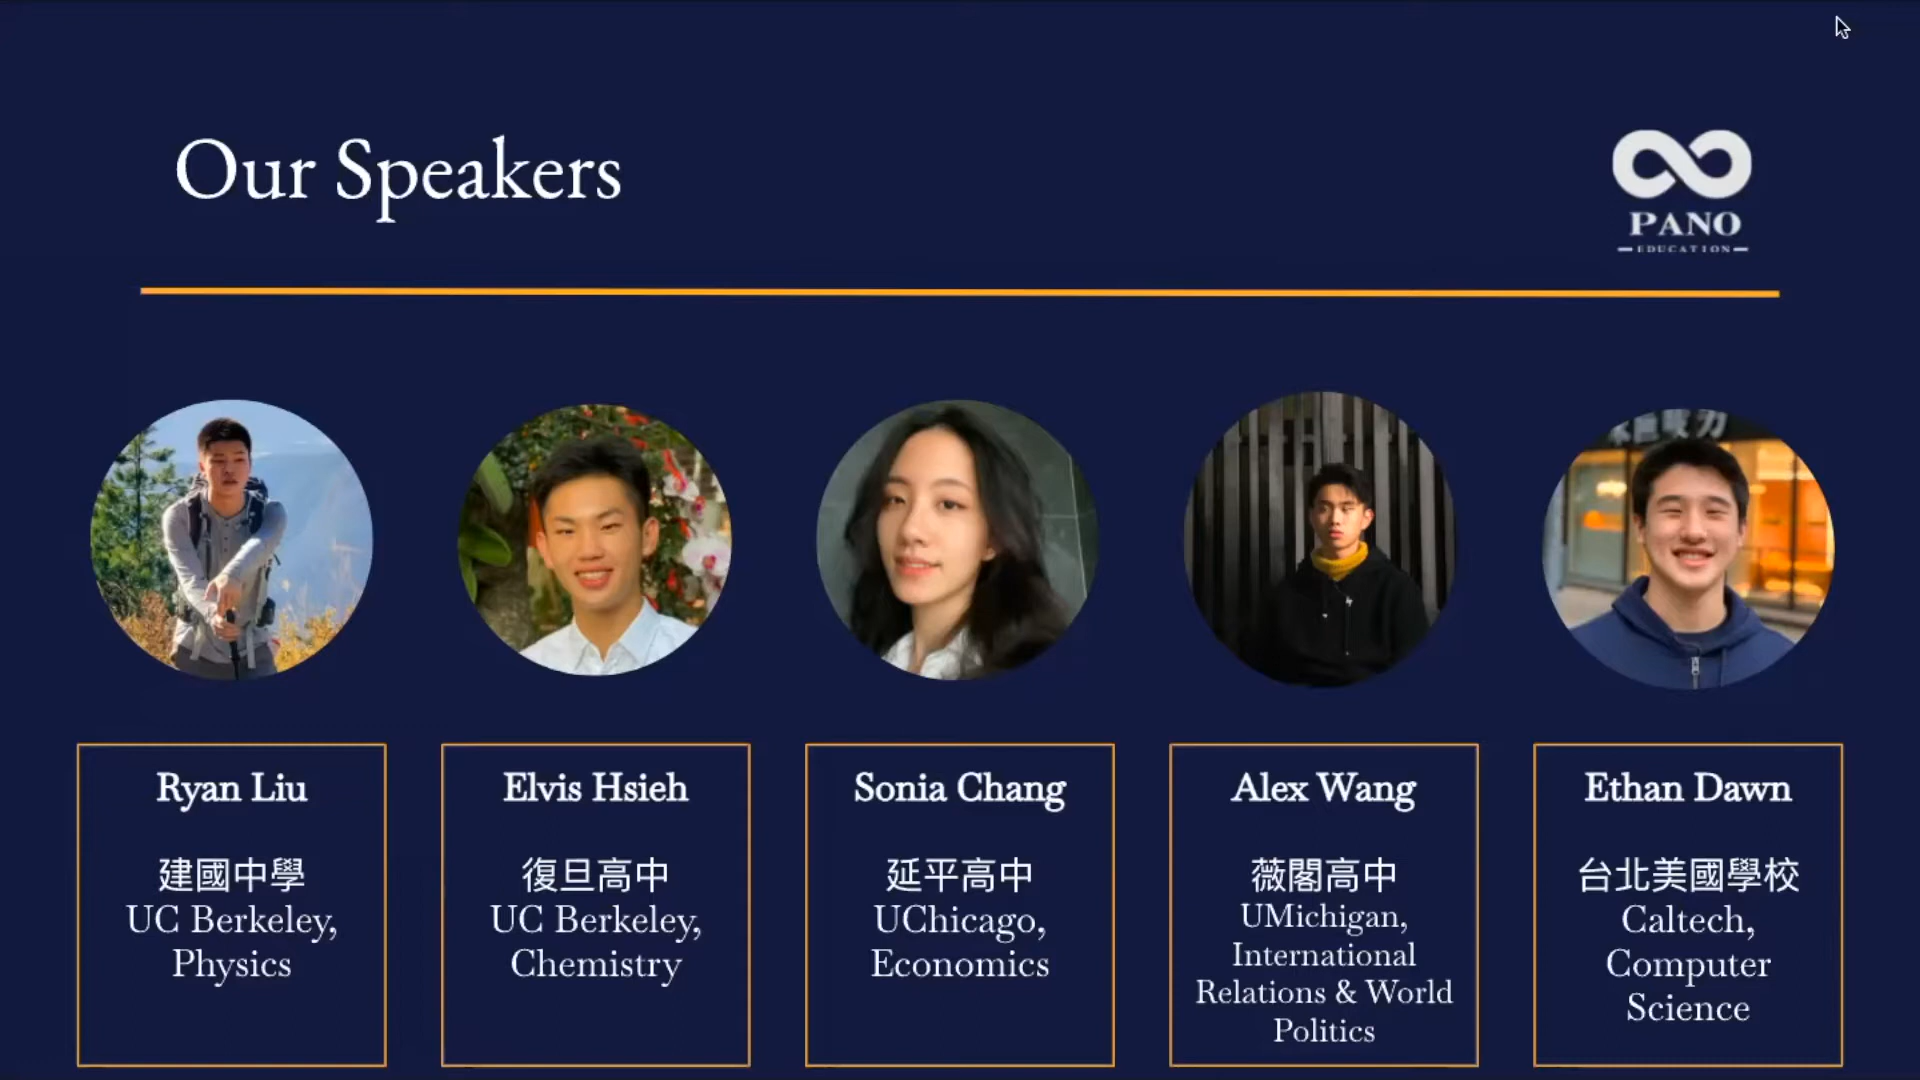 Our Speakers
PANO
EDUCATION
力
Ryan Liu
建國中學
UC Berkeley,
Physics
Elvis Hsieh
復旦高中
UC Berkeley,
Chemistry
Sonia Chang
延平高中
UChicago,
Economics
Alex Wang
薇閣高中
UMichigan,
International
Relations & World
Politics
Ethan Dawn
台北美國學校
Caltech,
Computer
Science